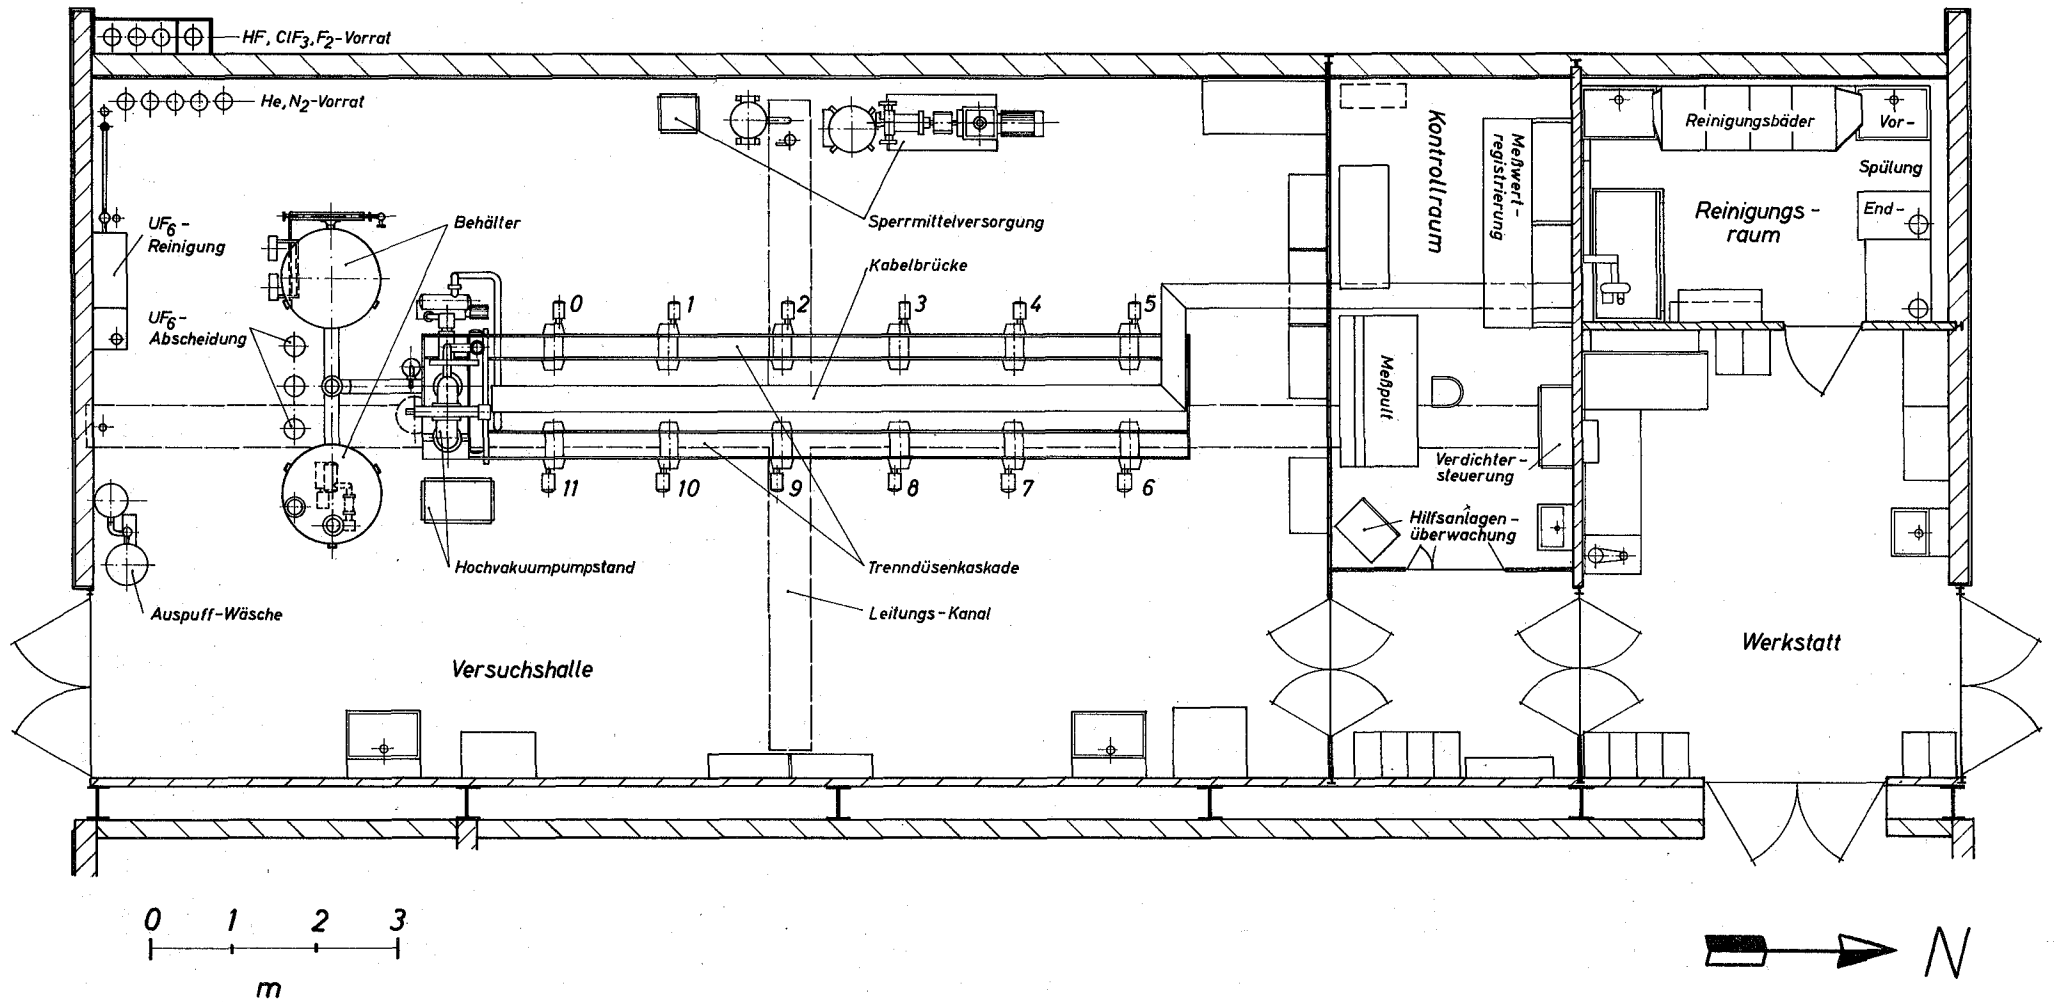 HF, ClF3, F2-Vorrat
He, N2-Vorrat
UF6-
Reinigung
Behälter
UF6-
Abscheidung
Sperrmittelversorgung
Kabelbrücke
0 1 2 3 4 5
11 10 9 8 7 6
Hochvakuumpumpstand
Trenndüsenkaskade
Leitungs-Kanal
Auspuff-Wäsche
Versuchshalle
Kontrollraum
Meßwert-
registrierung
Meßpult
Verdichter-
steuerung
Hilfsanlagen-
überwachung
Reinigungsbäder
Vor-
Spülung
End-
Reinigungs-
raum
Werkstatt
0 1 2 3
m
N